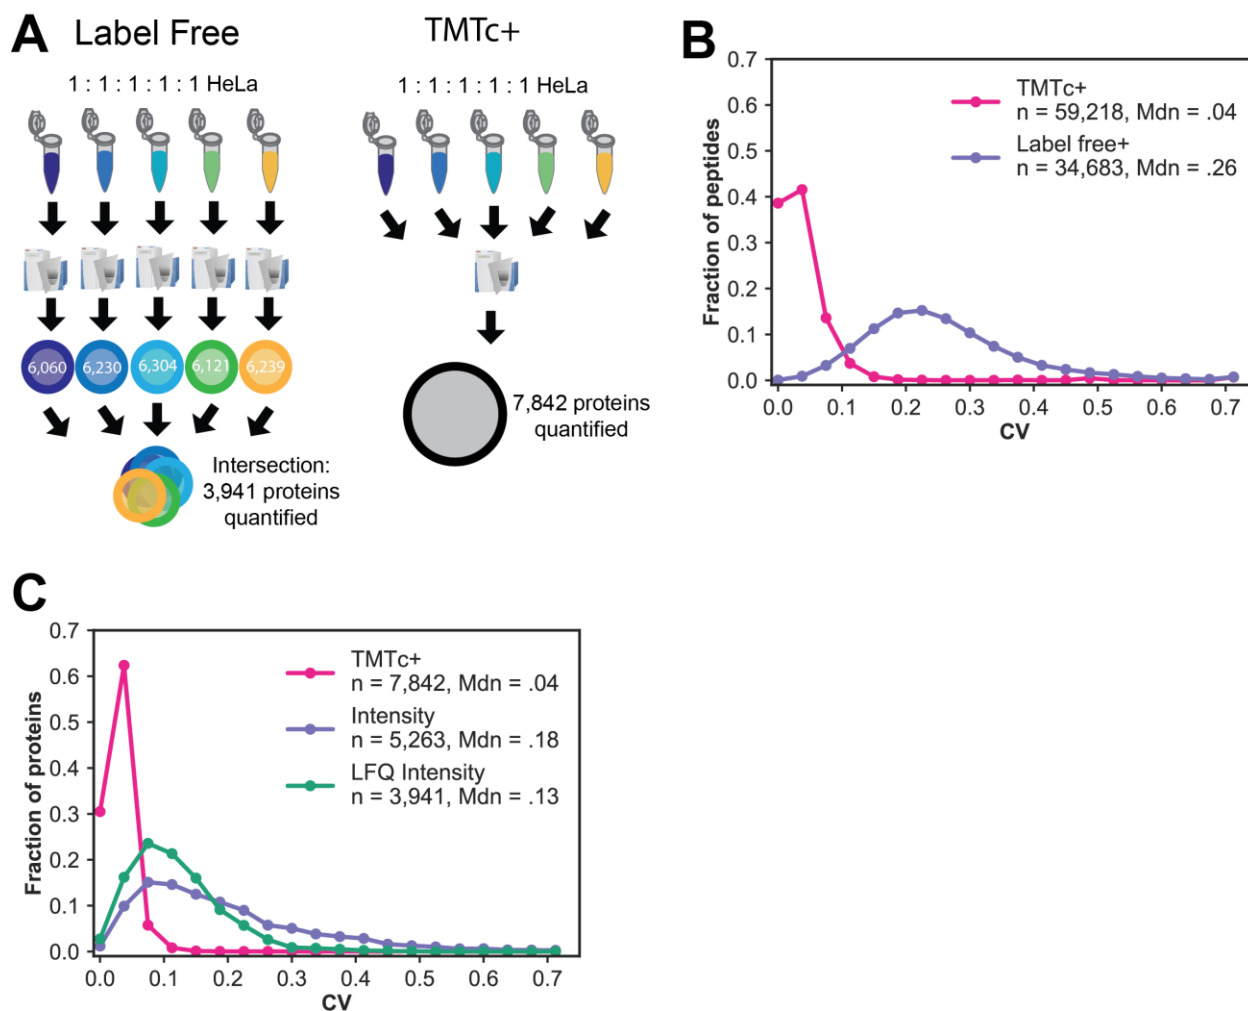 A
Label Free
TMTc+
1 : 1 : 1 : 1 : 1 HeLa
1 : 1 : 1 : 1 : 1 HeLa
6,060
6,230
6,304
6,121
6,239
Intersection:
3,941 proteins
quantified
7,842 proteins
quantified
B
0.7
0.6
0.5
0.4
0.3
0.2
0.1
0.0
Fraction of peptides
TMTc+
n = 59,218, Mdn = .04
Label free+
n = 34,683, Mdn = .26
0.0 0.1 0.2 0.3 0.4 0.5 0.6 0.7
CV
C
0.7
0.6
0.5
0.4
0.3
0.2
0.1
0.0
Fraction of proteins
TMTc+
n = 7,842, Mdn = .04
Intensity
n = 5,263, Mdn = .18
LFQ Intensity
n = 3,941, Mdn = .13
0.0 0.1 0.2 0.3 0.4 0.5 0.6 0.7
CV